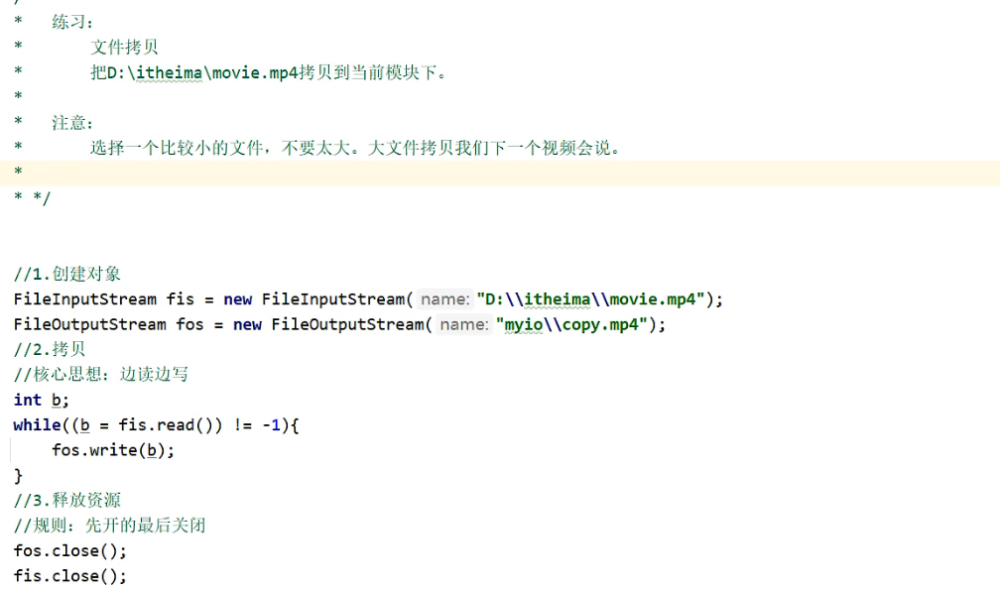 /
* 练习：
* 文件拷贝
* 把D:\itheima\movie.mp4拷贝到当前模块下。
*
* 注意：
* 选择一个比较小的文件，不要太大。大文件拷贝我们下一个视频会说。
*
* */
//1.创建对象
FileInputStream fis = new FileInputStream( name: "D:\\itheima\\movie.mp4");
FileOutputStream fos = new FileOutputStream( name: "myio\\copy.mp4");
//2.拷贝
//核心思想：边读边写
int b;
while((b = fis.read()) != -1){
fos.write(b);
}
//3.释放资源
//规则：先开的最后关闭
fos.close();
fis.close();